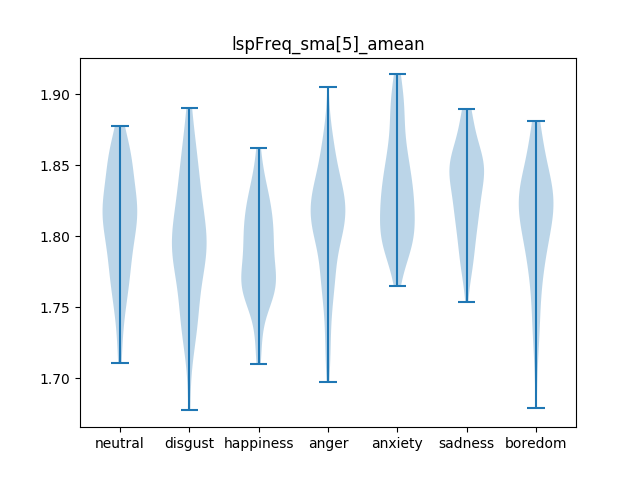 lspFreq_sma[5]_amean
1.90
1.85
1.80
1.75
1.70
neutral disgust happiness anger anxiety sadness boredom